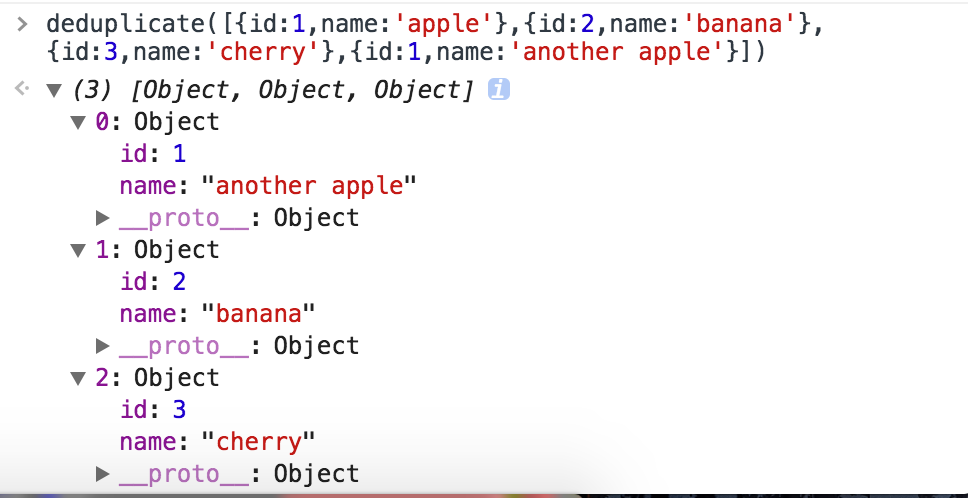 > deduplicate([{id:1,name:'apple'},{id:2,name:'banana'},
{id:3,name:'cherry'},{id:1,name:'another apple'}])
(3) [Object, Object, Object] i
0: Object
id: 1
name: "another apple"
__proto__: Object
1: Object
id: 2
name: "banana"
__proto__: Object
2: Object
id: 3
name: "cherry"
__proto__: Object